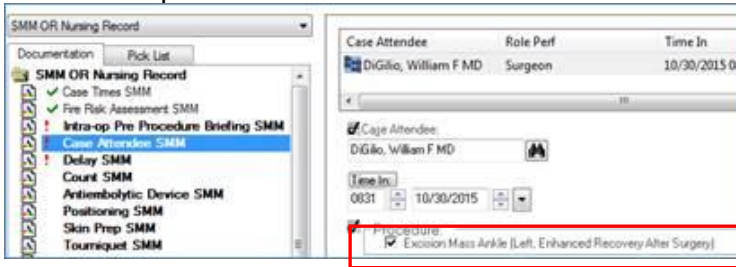 SMM OR Nursing Record
Documentation Pick List
SMM OR Nursing Record
Case Times SMM
Fire Risk Assessment SMM
! Intra-op Pre Procedure Briefing SMM
! Case Attendee SMM
! Delay SMM
Count SMM
Antiembolytic Device SMM
Positioning SMM
Skin Prep SMM
Tourniquet SMM
Case Attendee Role Perf Time In
DiGilio, William F MD Surgeon 10/30/2015 0
Case Attendee:
DiGilio, William F MD
Time In:
0831 10/30/2015
Procedure:
Excision Mass Ankle (Left, Enhanced Recovery After Surgery)